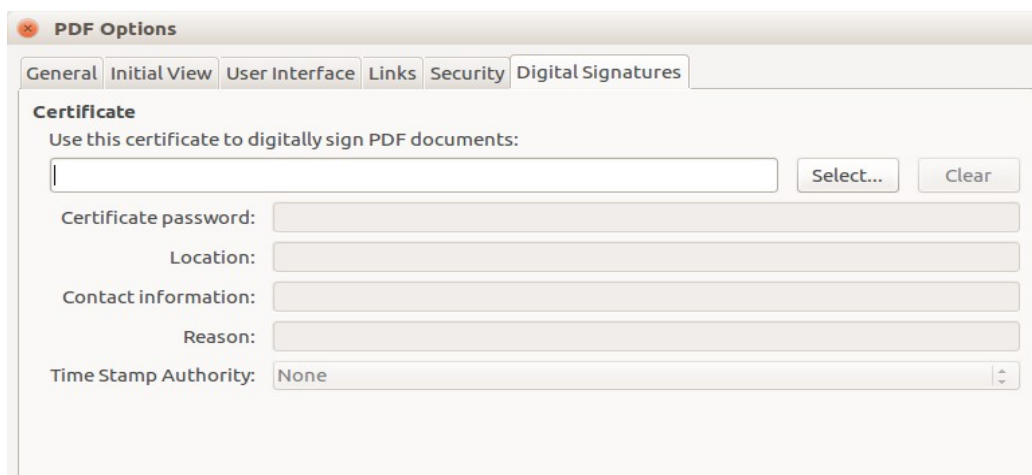 PDF Options
General Initial View User Interface Links Security Digital Signatures
Certificate
Use this certificate to digitally sign PDF documents:
Select... Clear
Certificate password:
Location:
Contact information:
Reason:
Time Stamp Authority: None